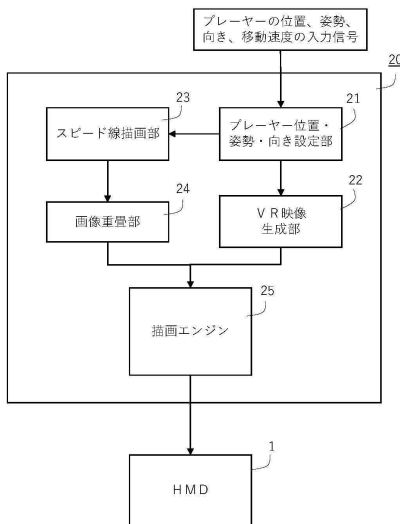 プレーヤーの位置、姿勢、
向き、移動速度の入力信号
20
23
スピード線描画部
21
プレーヤー位置・
姿勢・向き設定部
24
画像重畳部
22
ＶＲ映像
生成部
25
描画エンジン
1
ＨＭＤ